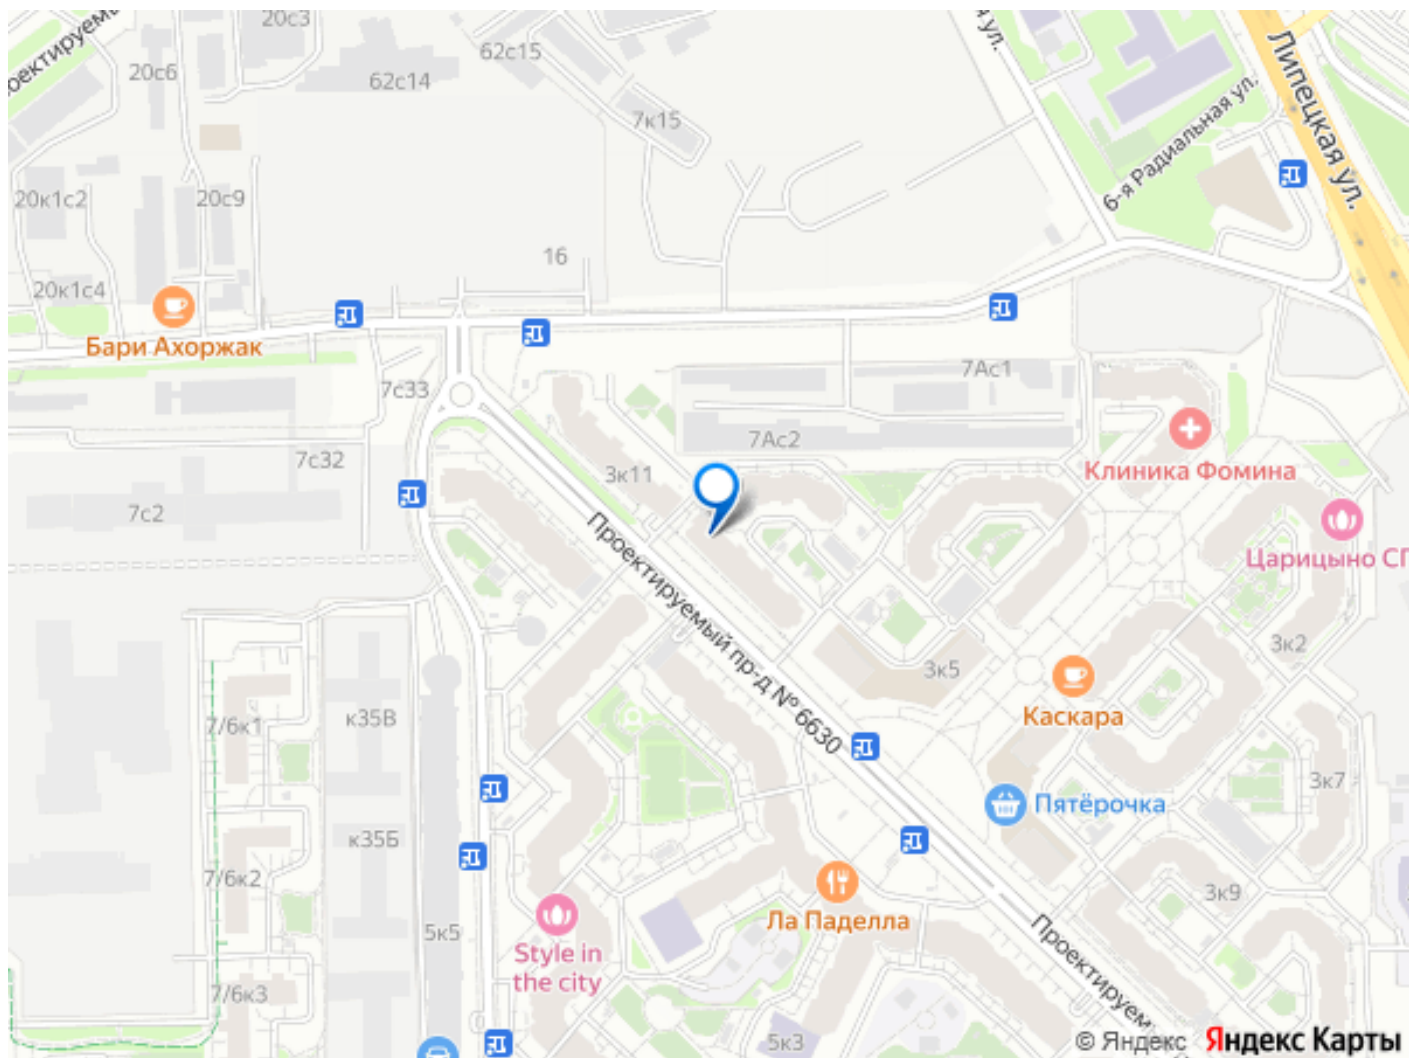 20с3
62с15
я ул.
оектируемы
20с6
62с14
Липецкая ул.
7к15
6-я Радиальная ул.
20к1с2
20с9
16
20к1с4
Бари Ахоржак
7с33
7Ас1
7Ас2
7с32
3к11
Клиника Фомина
7с2
Царицыно СП
Проектируемый пр-д № 6630
3к5
3к2
7/6к1
к35В
Каскара
3к7
Пятёрочка
к35Б
7/6к2
3к9
Ла Паделла
5к5
Style in
the city
Проектируем
7/6к3
5к3
© Яндекс Яндекс Карты